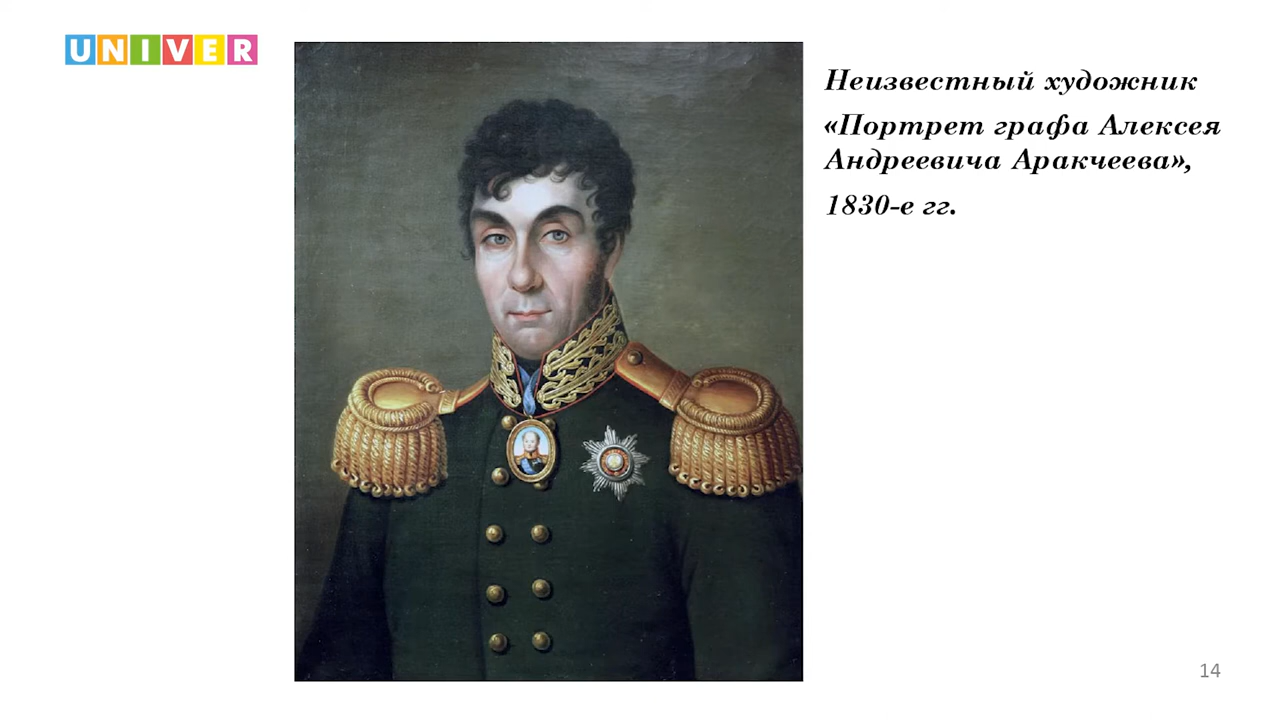 UNIVER
Неизвестный художник
«Портрет графа Алексея
Андреевича Аракчеева»,
1830-е гг.
14